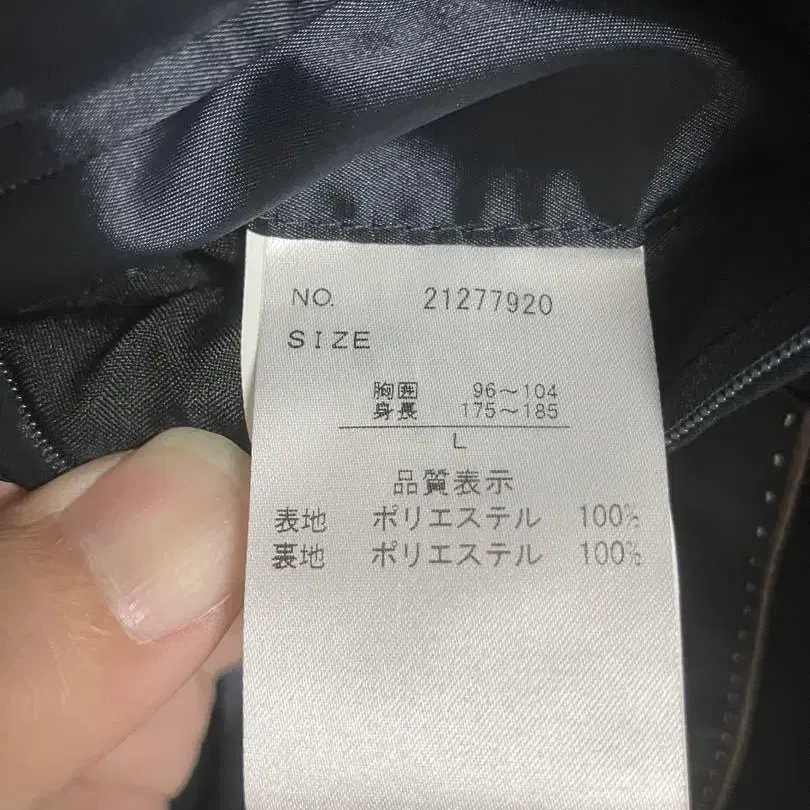 NO. 21277920
SIZE
胸囲 96～104
身長 175～185
L
品質表示
表地 ポリエステル 100%
裏地 ポリエステル 100%